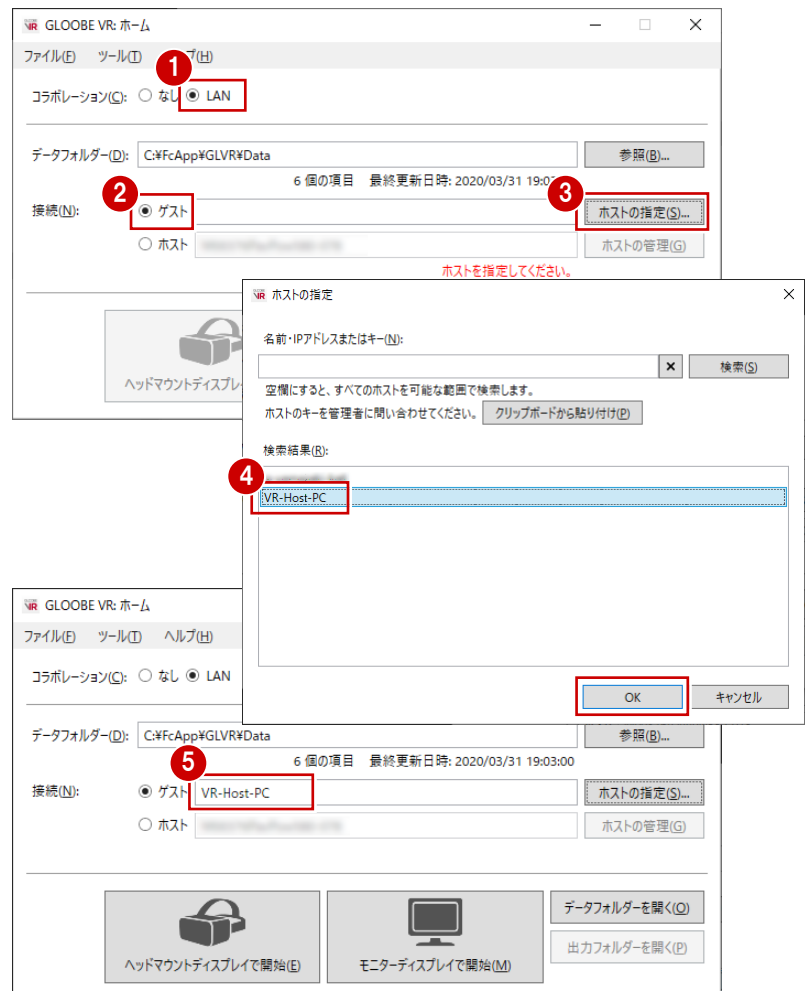 GLOOBE VR: ホーム
ファイル(F) ツール(T) プ(H)
1
コラボレーション(C): なし LAN
データフォルダー(D): C:¥FcApp¥GLVR¥Data 参照(B)...
6 個の項目 最終更新日時: 2020/03/31 19:0
2
3
接続(N): ゲスト ホストの指定(S)...
ホスト ホストの管理(G)
ホストを指定してください。
ヘッドマウントディスプレ
VR ホストの指定
名前・IPアドレスまたはキー(N):
検索(S)
空欄にすると、すべてのホストを可能な範囲で検索します。
ホストのキーを管理者に問い合わせてください。 クリップボードから貼り付け(P)
検索結果(R):
4
VR-Host-PC
OK キャンセル
GLOOBE VR: ホーム
ファイル(F) ツール(T) ヘルプ(H)
コラボレーション(C): なし LAN
データフォルダー(D): C:¥FcApp¥GLVR¥Data 参照(B)...
6 個の項目 最終更新日時: 2020/03/31 19:03:00
5
接続(N): ゲスト VR-Host-PC ホストの指定(S)...
ホスト ホストの管理(G)
データフォルダーを開く(O)
出力フォルダーを開く(P)
ヘッドマウントディスプレイで開始(E) モニターディスプレイで開始(M)